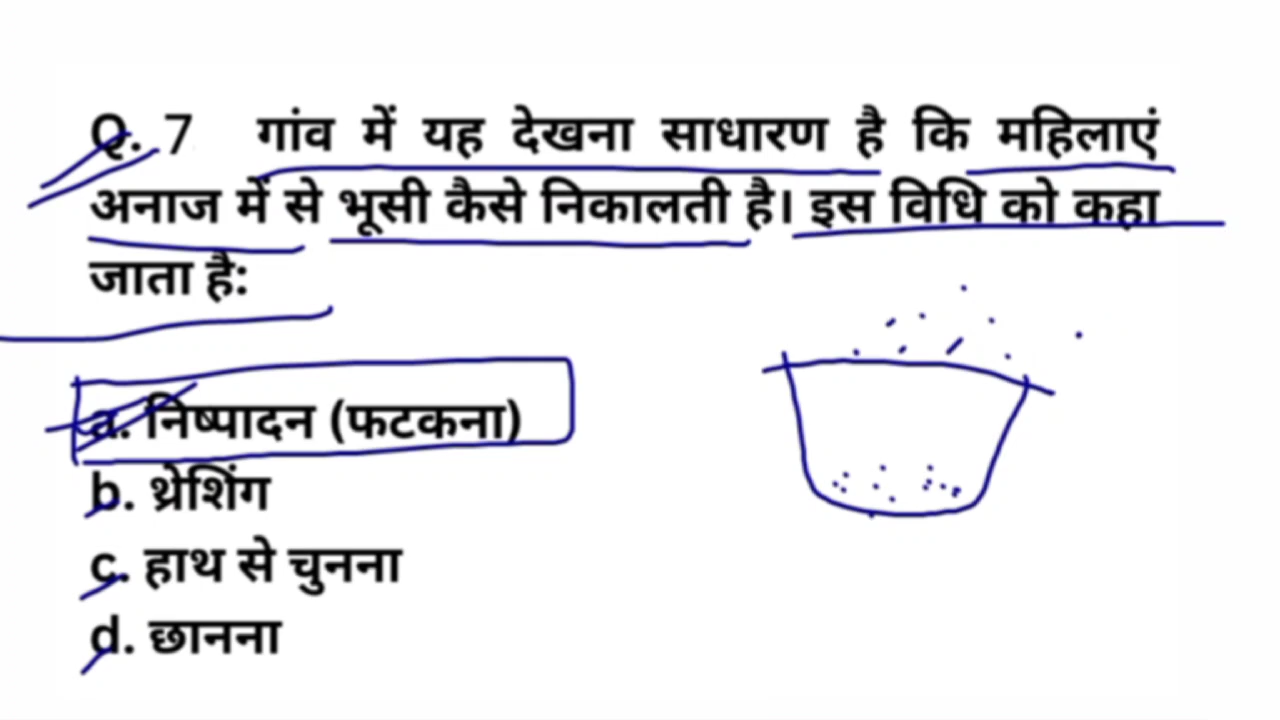 Q. 7 गांव में यह देखना साधारण है कि महिलाएं
अनाज में से भूसी कैसे निकालती है। इस विधि को कहा
जाता है:
a. निष्पादन (फटकना)
b. थ्रेशिंग
c. हाथ से चुनना
d. छानना